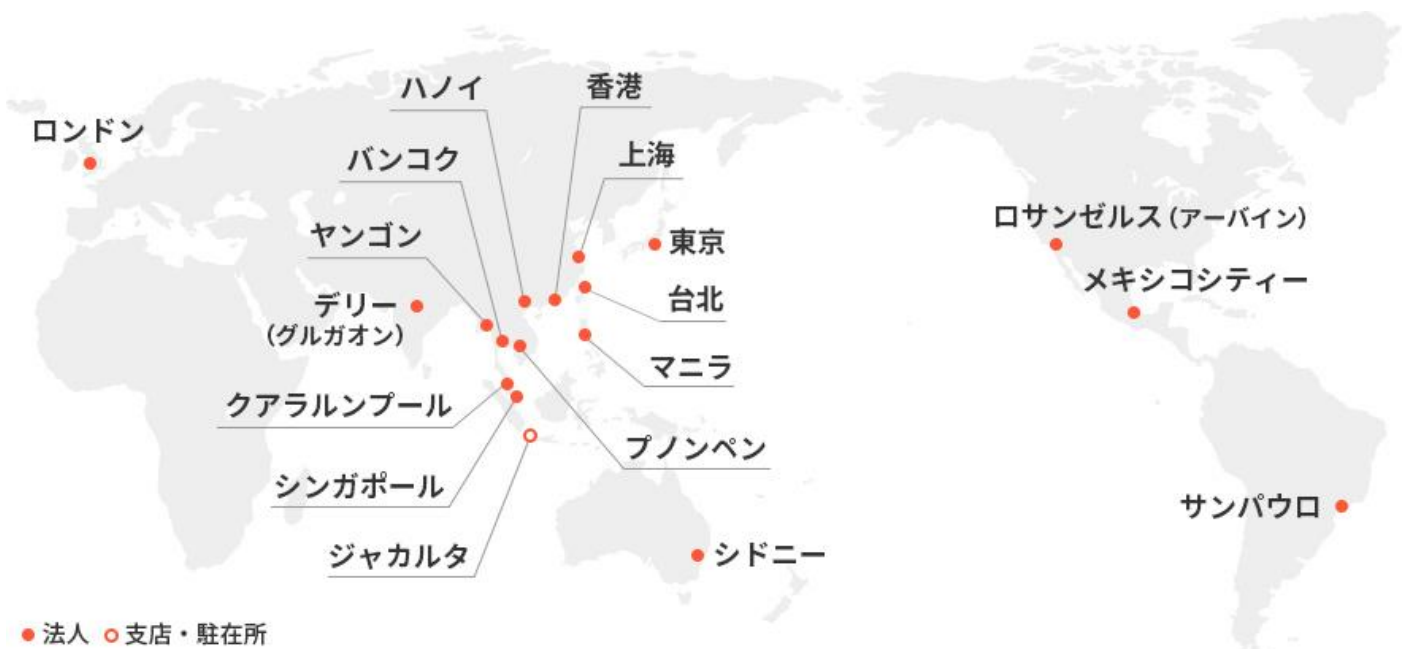 ハノイ
香港
ロンドン
バンコク
上海
ヤンゴン
東京
ロサンゼルス（アーバイン）
メキシコシティー
デリー
（グルガオン）
台北
マニラ
クアラルンプール
プノンペン
シンガポール
サンパウロ
ジャカルタ
シドニー
法人 支店・駐在所